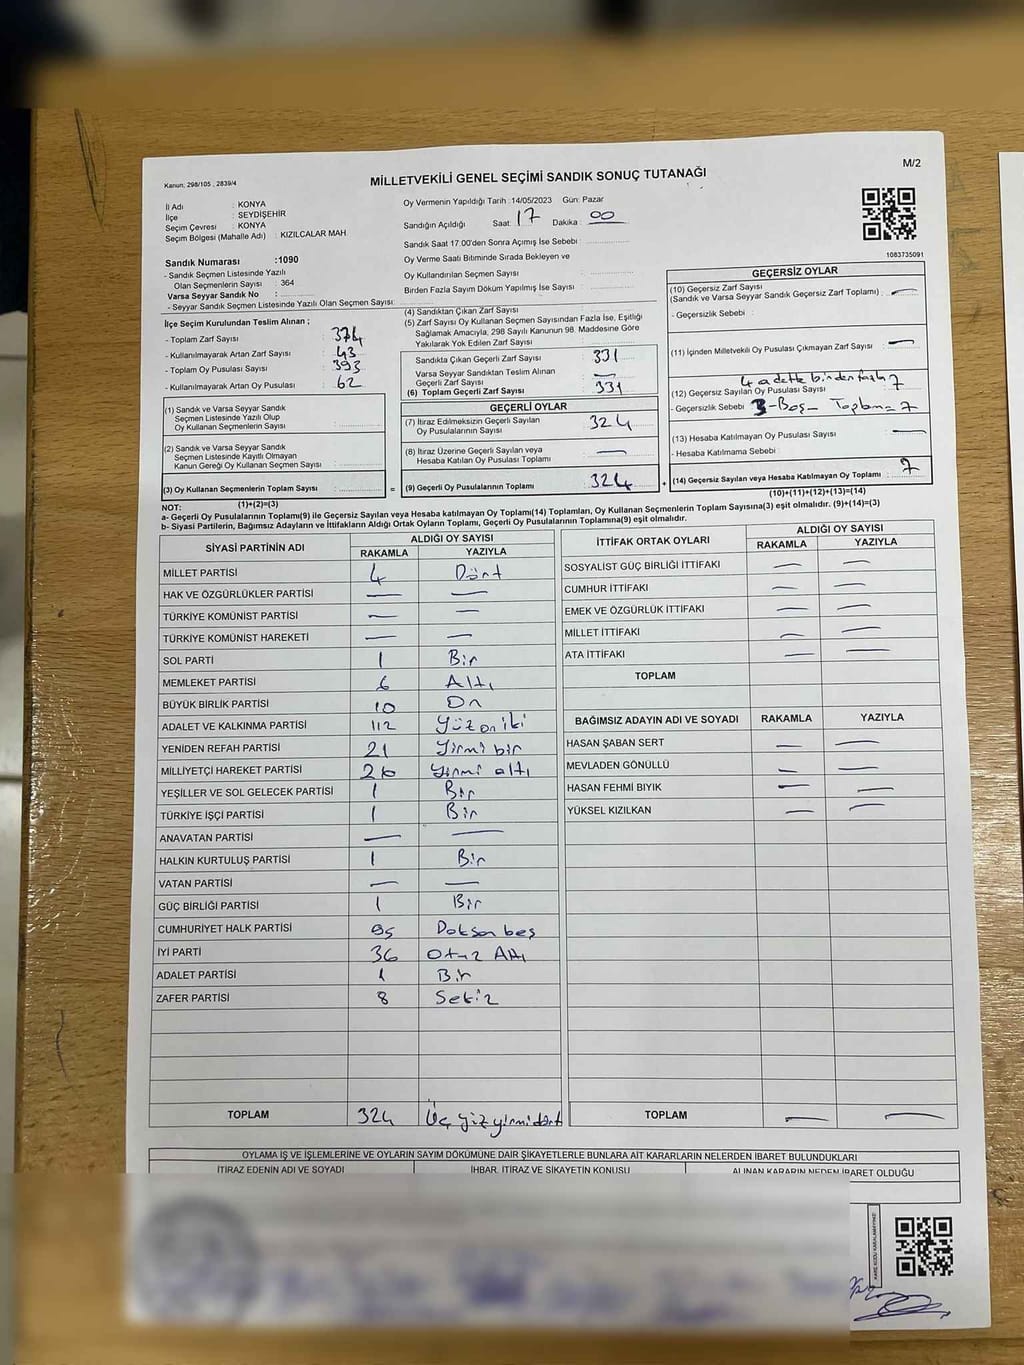 M/2
Kanun; 298/105 , 2839/4
MİLLETVEKİLİ GENEL SEÇİMİ SANDIK SONUÇ TUTANAĞI
İl Adı : KONYA
İlçe : SEYDİŞEHİR
Seçim Çevresi : KONYA
Seçim Bölgesi (Mahalle Adı) : KIZILCALAR MAH.
Sandık Numarası :1090
- Sandık Seçmen Listesinde Yazılı
Olan Seçmenlerin Sayısı : 364
Varsa Seyyar Sandık No :
- Seyyar Sandık Seçmen Listesinde Yazılı Olan Seçmen Sayısı:
Oy Vermenin Yapıldığı Tarih :14/05/2023 Gün: Pazar
Sandığın Açıldığı Saat: 17 Dakika : 00
Sandık Saat 17.00'den Sonra Açımış İse Sebebi :
Oy Verme Saati Bitiminde Sırada Bekleyen ve
Oy Kullandırılan Seçmen Sayısı :
Birden Fazla Sayım Döküm Yapılmış İse Sayısı :
1083735091
İlçe Seçim Kurulundan Teslim Alınan ;
- Toplam Zarf Sayısı : 374
- Kullanılmayarak Artan Zarf Sayısı : 43
- Toplam Oy Pusulası Sayısı : 393
- Kullanılmayarak Artan Oy Pusulası : 62
(1) Sandık ve Varsa Seyyar Sandık
Seçmen Listesinde Yazılı Olup
Oy Kullanan Seçmenlerin Sayısı :
(2) Sandık ve Varsa Seyyar Sandık
Seçmen Listesinde Kayıtlı Olmayan
Kanun Gereği Oy Kullanan Seçmen Sayısı :
(3) Oy Kullanan Seçmenlerin Toplam Sayısı : =
(1)+(2)=(3)
(4) Sandıktan Çıkan Zarf Sayısı :
(5) Zarf Sayısı Oy Kullanan Seçmen Sayısından Fazla İse, Eşitliği
Sağlamak Amacıyla; 298 Sayılı Kanunun 98. Maddesine Göre
Yakılarak Yok Edilen Zarf Sayısı :
Sandıkta Çıkan Geçerli Zarf Sayısı : 331
Varsa Seyyar Sandıktan Teslim Alınan
Geçerli Zarf Sayısı : —
(6) Toplam Geçerli Zarf Sayısı : 331
GEÇERLİ OYLAR
(7) İtiraz Edilmeksizin Geçerli Sayılan
Oy Pusulalarının Sayısı : 324
(8) İtiraz Üzerine Geçerli Sayılan veya
Hesaba Katılan Oy Pusulası Toplamı : —
(9) Geçerli Oy Pusulalarının Toplamı : 324 +
GEÇERSİZ OYLAR
(10) Geçersiz Zarf Sayısı
(Sandık ve Varsa Seyyar Sandık Geçersiz Zarf Toplamı) : —
- Geçersizlik Sebebi :
(11) İçinden Milletvekili Oy Pusulası Çıkmayan Zarf Sayısı : —
4 adette birden fazla
(12) Geçersiz Sayılan Oy Pusulası Sayısı : 7
- Geçersizlik Sebebi : 3-Boş- Toplama 7
(13) Hesaba Katılmayan Oy Pusulası Sayısı : —
- Hesaba Katılmama Sebebi :
(14) Geçersiz Sayılan veya Hesaba Katılmayan Oy Toplamı : 7
(10)+(11)+(12)+(13)=(14)
NOT:
a- Geçerli Oy Pusulalarının Toplamı(9) ile Geçersiz Sayılan veya Hesaba katılmayan Oy Toplamı(14) Toplamları, Oy Kullanan Seçmenlerin Toplam Sayısına(3) eşit olmalıdır. (9)+(14)=(3)
b- Siyasi Partilerin, Bağımsız Adayların ve İttifakların Aldığı Ortak Oyların Toplamı, Geçerli Oy Pusulalarının Toplamına(9) eşit olmalıdır.
SİYASİ PARTİNİN ADI ALDIĞI OY SAYISI
RAKAMLA YAZIYLA
MİLLET PARTİSİ 4 Dört
HAK VE ÖZGÜRLÜKLER PARTİSİ — —
TÜRKİYE KOMÜNİST PARTİSİ — —
TÜRKİYE KOMÜNİST HAREKETİ — —
SOL PARTİ 1 Bir
MEMLEKET PARTİSİ 6 Altı
BÜYÜK BİRLİK PARTİSİ 10 On
ADALET VE KALKINMA PARTİSİ 112 Yüz on iki
YENİDEN REFAH PARTİSİ 21 Yirmi bir
MİLLİYETÇİ HAREKET PARTİSİ 26 Yirmi altı
YEŞİLLER VE SOL GELECEK PARTİSİ 1 Bir
TÜRKİYE İŞÇİ PARTİSİ 1 Bir
ANAVATAN PARTİSİ — —
HALKIN KURTULUŞ PARTİSİ 1 Bir
VATAN PARTİSİ — —
GÜÇ BİRLİĞİ PARTİSİ 1 Bir
CUMHURİYET HALK PARTİSİ 95 Doksan beş
İYİ PARTİ 36 Otuz Altı
ADALET PARTİSİ 1 Bir
ZAFER PARTİSİ 8 Sekiz
TOPLAM 324 Üç yüz yirmi dört
İTTİFAK ORTAK OYLARI ALDIĞI OY SAYISI
RAKAMLA YAZIYLA
SOSYALİST GÜÇ BİRLİĞİ İTTİFAKI — —
CUMHUR İTTİFAKI — —
EMEK VE ÖZGÜRLÜK İTTİFAKI — —
MİLLET İTTİFAKI — —
ATA İTTİFAKI — —
TOPLAM
BAĞIMSIZ ADAYIN ADI VE SOYADI RAKAMLA YAZIYLA
HASAN ŞABAN SERT — —
MEVLADEN GÖNÜLLÜ — —
HASAN FEHMİ BIYIK — —
YÜKSEL KIZILKAN — —
TOPLAM — —
OYLAMA İŞ VE İŞLEMLERİNE VE OYLARIN SAYIM DÖKÜMÜNE DAİR ŞİKAYETLERLE BUNLARA AİT KARARLARIN NELERDEN İBARET BULUNDUKLARI
İTİRAZ EDENİN ADI VE SOYADI İHBAR, İTİRAZ VE ŞİKAYETİN KONUSU ALINAN KARARIN NEDEN İBARET OLDUĞU
KARE KODU KARALAMAYINIZ!